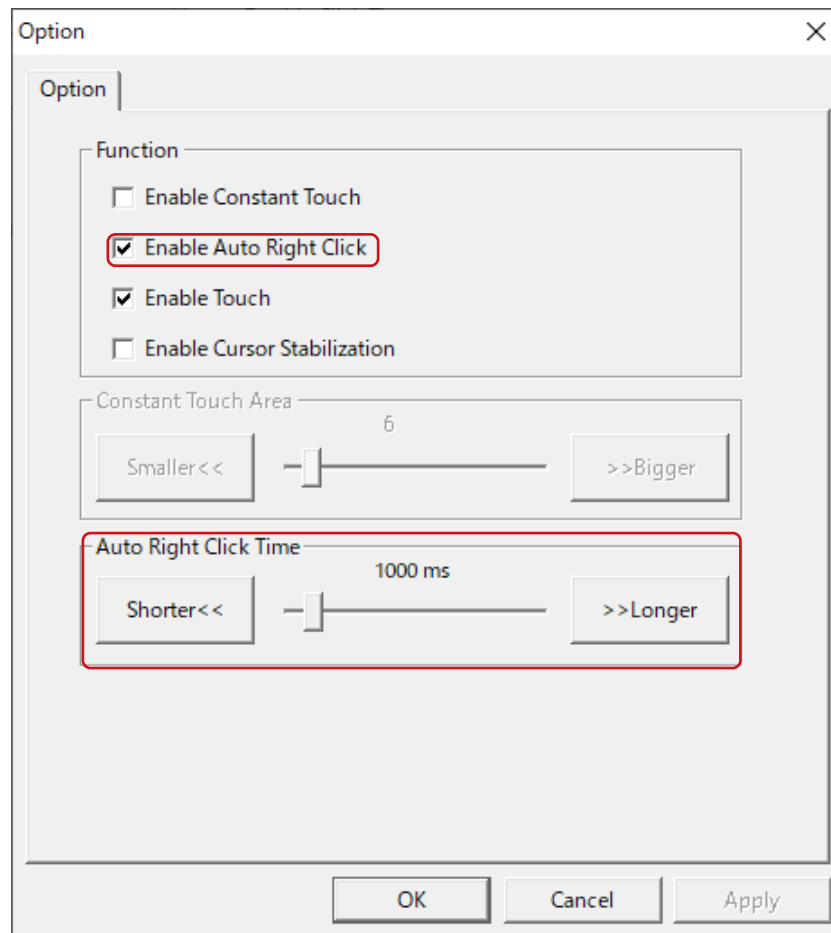 Option
Option
Function
Enable Constant Touch
Enable Auto Right Click
Enable Touch
Enable Cursor Stabilization
Constant Touch Area
6
Smaller<< >>Bigger
Auto Right Click Time
1000 ms
Shorter<< >>Longer
OK Cancel Apply